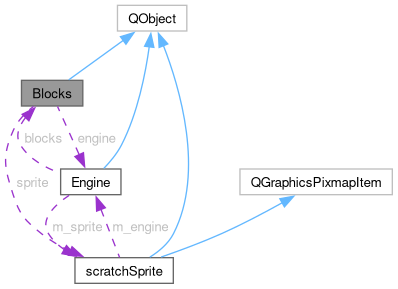 QObject
Blocks
blocks engine
sprite Engine QGraphicsPixmapItem
m_sprite m_engine
scratchSprite